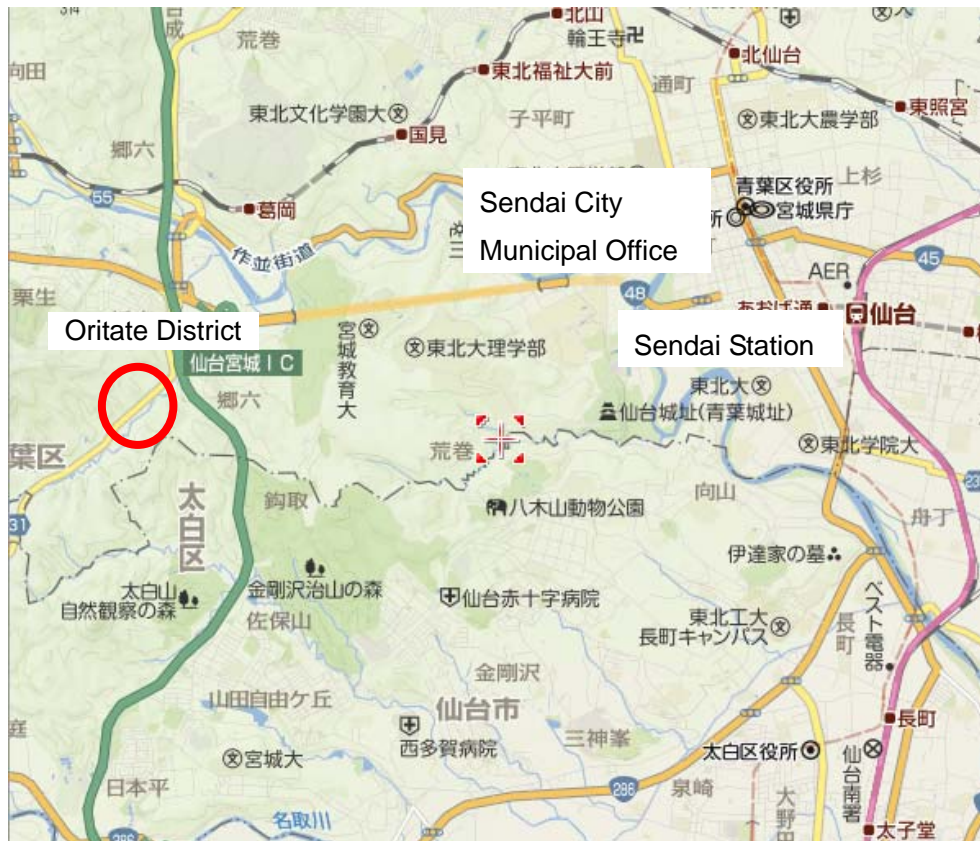 314
北山
輪王寺卍
荒巻
向田
北仙台
東北福祉大前
通町
東北文化学園大
子平町
東北大農学部
東照宮
国見
郷六
上杉
青葉区役所
宮城県庁
55
葛岡
Sendai City
Municipal Office
作並街道
45
栗生
AER
48
あおば通
仙台
Oritate District
Sendai Station
宮城教育大
東北大理学部
仙台宮城IC
東北大
郷六
仙台城址(青葉城址)
葉区
荒巻
東北学院大
太白区
鈎取
向山
八木山動物公園
31
舟丁
伊達家の墓
太白山
自然観察の森
金剛沢治山の森
仙台赤十字病院
佐保山
東北工大
長町キャンパス
長町
ベスト電器
金剛沢
山田自由ケ丘
仙台市
長町
西多賀病院
三神峯
宮城大
太白区役所
仙台南署
日本平
286
泉崎
名取川
286
太子堂